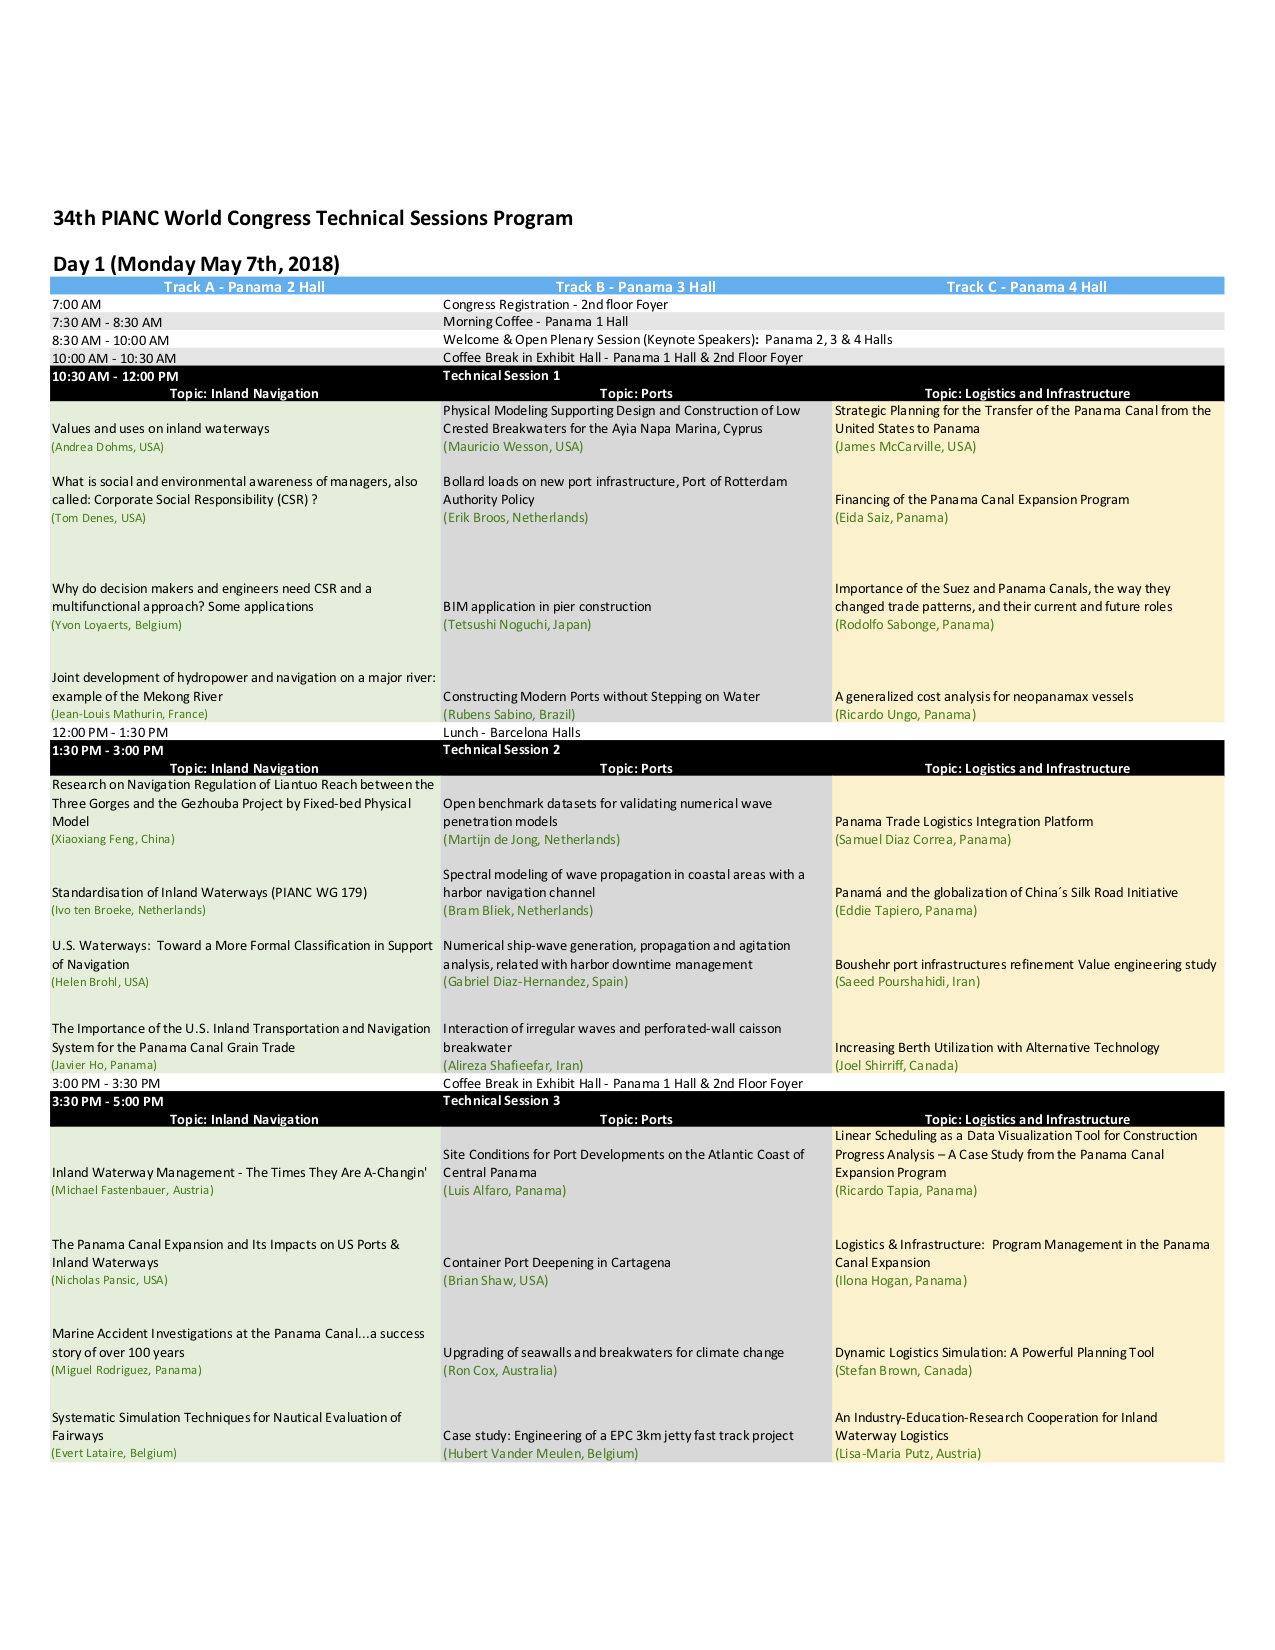 34th PIANC World Congress Technical Sessions Program
Day 1 (Monday May 7th, 2018)
Track A - Panama 2 Hall Track B - Panama 3 Hall Track C - Panama 4 Hall
7:00 AM Congress Registration - 2nd floor Foyer
7:30 AM - 8:30 AM Morning Coffee - Panama 1 Hall
8:30 AM - 10:00 AM Welcome & Open Plenary Session (Keynote Speakers): Panama 2, 3 & 4 Halls
10:00 AM - 10:30 AM Coffee Break in Exhibit Hall - Panama 1 Hall & 2nd Floor Foyer
10:30 AM - 12:00 PM Technical Session 1
Topic: Inland Navigation Topic: Ports Topic: Logistics and Infrastructure
Values and uses on inland waterways
(Andrea Dohms, USA)
Physical Modeling Supporting Design and Construction of Low
Crested Breakwaters for the Ayia Napa Marina, Cyprus
(Mauricio Wesson, USA)
Strategic Planning for the Transfer of the Panama Canal from the
United States to Panama
(James McCarville, USA)
What is social and environmental awareness of managers, also
called: Corporate Social Responsibility (CSR) ?
(Tom Denes, USA)
Bollard loads on new port infrastructure, Port of Rotterdam
Authority Policy
(Erik Broos, Netherlands)
Financing of the Panama Canal Expansion Program
(Eida Saiz, Panama)
Why do decision makers and engineers need CSR and a
multifunctional approach? Some applications
(Yvon Loyaerts, Belgium)
BIM application in pier construction
(Tetsushi Noguchi, Japan)
Importance of the Suez and Panama Canals, the way they
changed trade patterns, and their current and future roles
(Rodolfo Sabonge, Panama)
Joint development of hydropower and navigation on a major river:
example of the Mekong River
(Jean-Louis Mathurin, France)
Constructing Modern Ports without Stepping on Water
(Rubens Sabino, Brazil)
A generalized cost analysis for neopanamax vessels
(Ricardo Ungo, Panama)
12:00 PM - 1:30 PM Lunch - Barcelona Halls
1:30 PM - 3:00 PM Technical Session 2
Topic: Inland Navigation Topic: Ports Topic: Logistics and Infrastructure
Research on Navigation Regulation of Liantuo Reach between the
Three Gorges and the Gezhouba Project by Fixed-bed Physical
Model
(Xiaoxiang Feng, China)
Open benchmark datasets for validating numerical wave
penetration models
(Martijn de Jong, Netherlands)
Panama Trade Logistics Integration Platform
(Samuel Diaz Correa, Panama)
Standardisation of Inland Waterways (PIANC WG 179)
(Ivo ten Broeke, Netherlands)
Spectral modeling of wave propagation in coastal areas with a
harbor navigation channel
(Bram Bliek, Netherlands)
Panamá and the globalization of China´s Silk Road Initiative
(Eddie Tapiero, Panama)
U.S. Waterways: Toward a More Formal Classification in Support
of Navigation
(Helen Brohl, USA)
Numerical ship-wave generation, propagation and agitation
analysis, related with harbor downtime management
(Gabriel Diaz-Hernandez, Spain)
Boushehr port infrastructures refinement Value engineering study
(Saeed Pourshahidi, Iran)
The Importance of the U.S. Inland Transportation and Navigation
System for the Panama Canal Grain Trade
(Javier Ho, Panama)
Interaction of irregular waves and perforated-wall caisson
breakwater
(Alireza Shafieefar, Iran)
Increasing Berth Utilization with Alternative Technology
(Joel Shirriff, Canada)
3:00 PM - 3:30 PM Coffee Break in Exhibit Hall - Panama 1 Hall & 2nd Floor Foyer
3:30 PM - 5:00 PM Technical Session 3
Topic: Inland Navigation Topic: Ports Topic: Logistics and Infrastructure
Inland Waterway Management - The Times They Are A-Changin'
(Michael Fastenbauer, Austria)
Site Conditions for Port Developments on the Atlantic Coast of
Central Panama
(Luis Alfaro, Panama)
Linear Scheduling as a Data Visualization Tool for Construction
Progress Analysis – A Case Study from the Panama Canal
Expansion Program
(Ricardo Tapia, Panama)
The Panama Canal Expansion and Its Impacts on US Ports &
Inland Waterways
(Nicholas Pansic, USA)
Container Port Deepening in Cartagena
(Brian Shaw, USA)
Logistics & Infrastructure: Program Management in the Panama
Canal Expansion
(Ilona Hogan, Panama)
Marine Accident Investigations at the Panama Canal...a success
story of over 100 years
(Miguel Rodriguez, Panama)
Upgrading of seawalls and breakwaters for climate change
(Ron Cox, Australia)
Dynamic Logistics Simulation: A Powerful Planning Tool
(Stefan Brown, Canada)
Systematic Simulation Techniques for Nautical Evaluation of
Fairways
(Evert Lataire, Belgium)
Case study: Engineering of a EPC 3km jetty fast track project
(Hubert Vander Meulen, Belgium)
An Industry-Education-Research Cooperation for Inland
Waterway Logistics
(Lisa-Maria Putz, Austria)